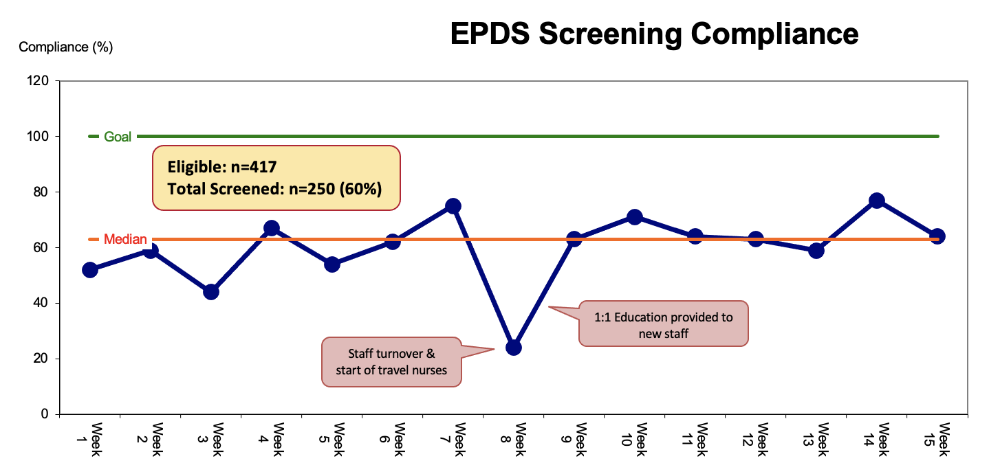 EPDS Screening Compliance
Compliance (%)
120
100
80
60
40
20
0
Goal
Eligible: n=417
Total Screened: n=250 (60%)
Median
1:1 Education provided to
new staff
Staff turnover &
start of travel nurses
Week
1
Week
2
Week
3
Week
4
Week
5
Week
6
Week
7
Week
8
Week
9
Week
10
Week
11
Week
12
Week
13
Week
14
Week
15